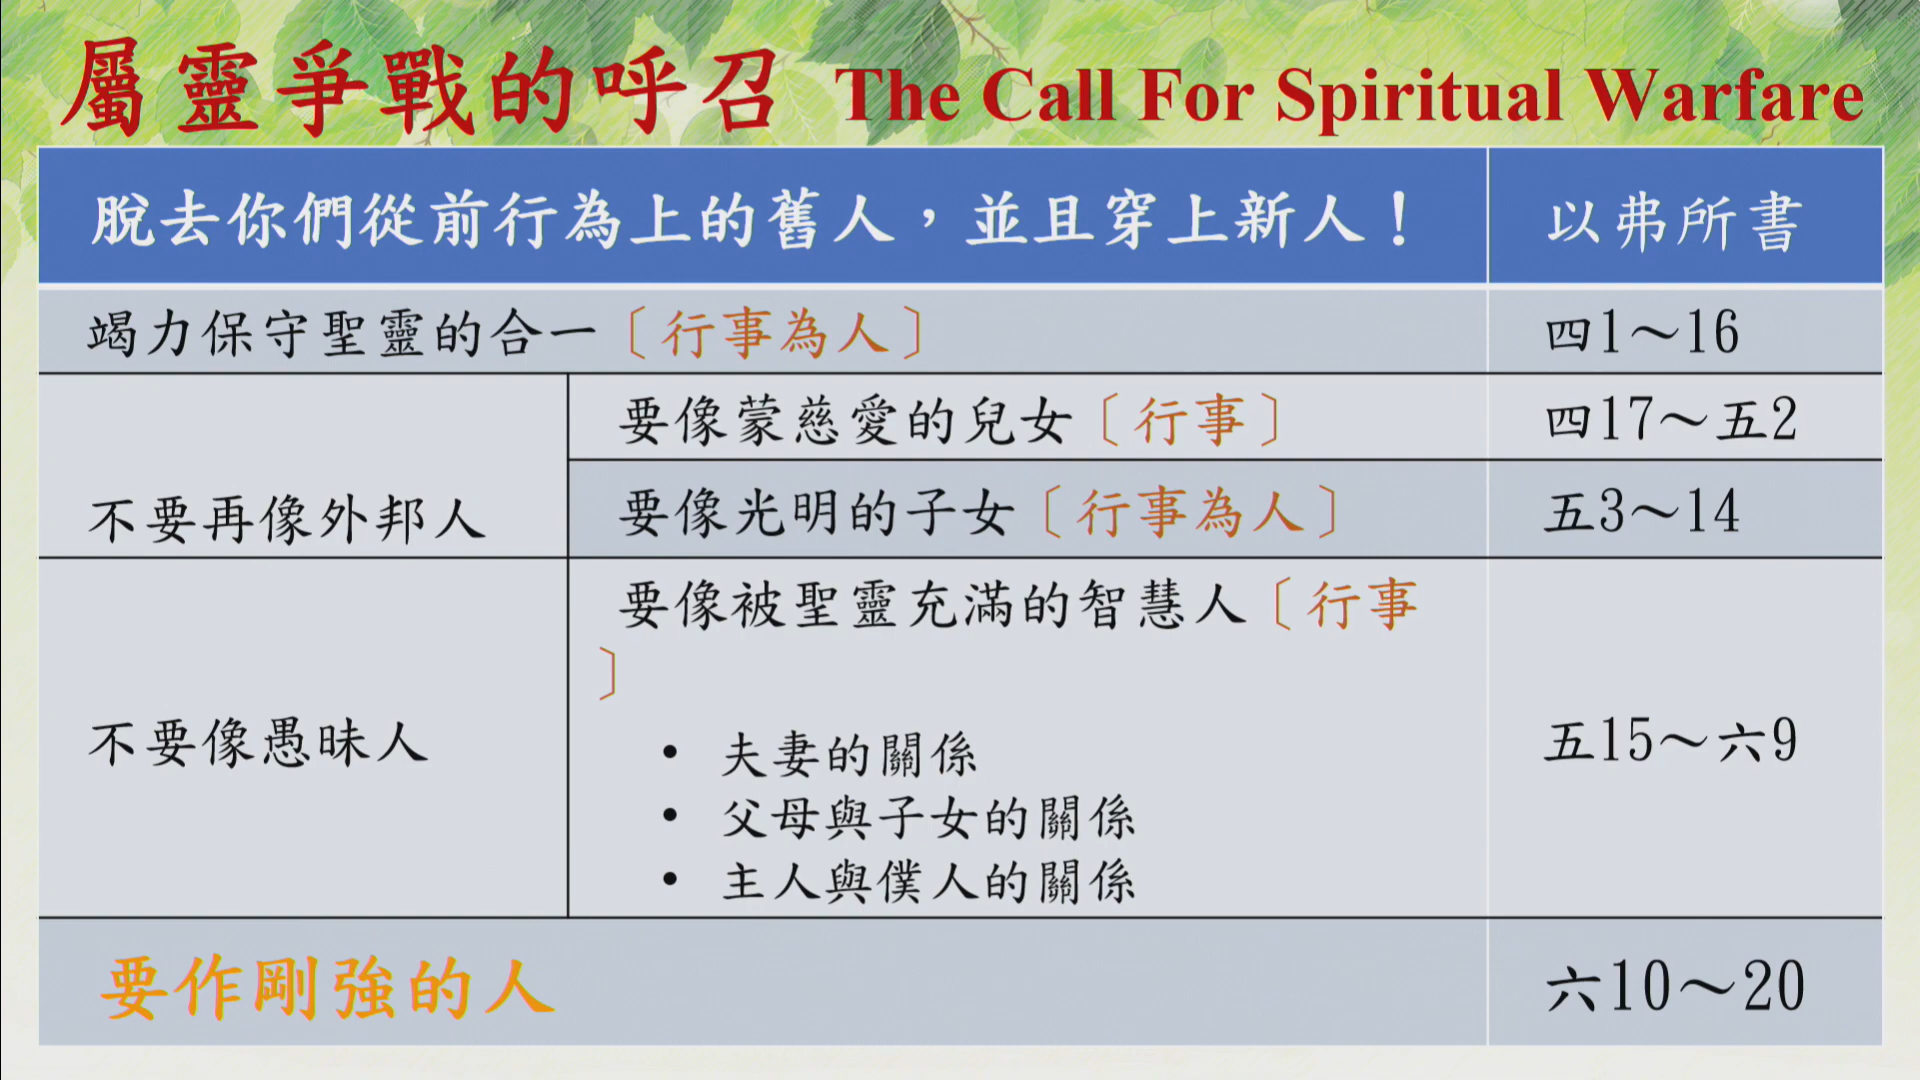 屬靈爭戰的呼召 The Call For Spiritual Warfare
脫去你們從前行為上的舊人，並且穿上新人！ 以弗所書
竭力保守聖靈的合一〔行事為人〕 四1～16
要像蒙慈愛的兒女〔行事〕 四17～五2
不要再像外邦人 要像光明的子女〔行事為人〕 五3～14
要像被聖靈充滿的智慧人〔行事
〕
不要像愚昧人 五15～六9
• 夫妻的關係
• 父母與子女的關係
• 主人與僕人的關係
要作剛強的人 六10～20